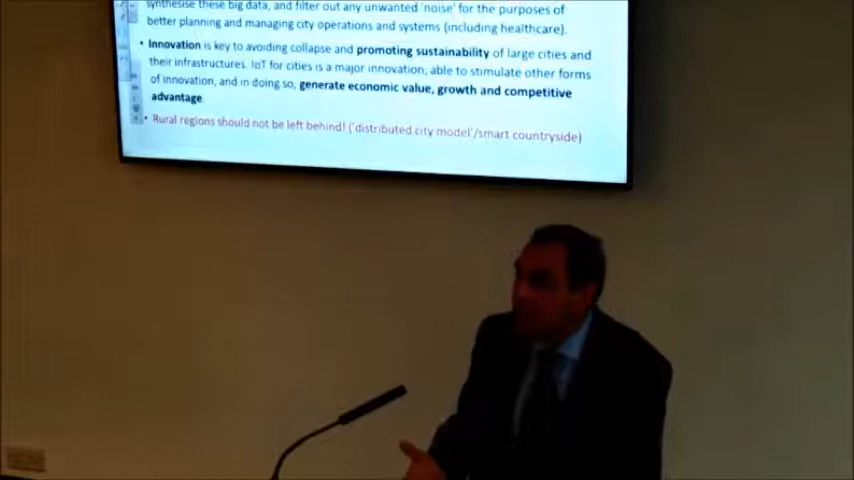 synthesise these big data, and filter out any unwanted 'noise' for the purposes of
better planning and managing city operations and systems (including healthcare).
• Innovation is key to avoiding collapse and promoting sustainability of large cities and
their infrastructures. IoT for cities is a major innovation, able to stimulate other forms
of innovation, and in doing so, generate economic value, growth and competitive
advantage.
• Rural regions should not be left behind! ('distributed city model'/smart countryside)